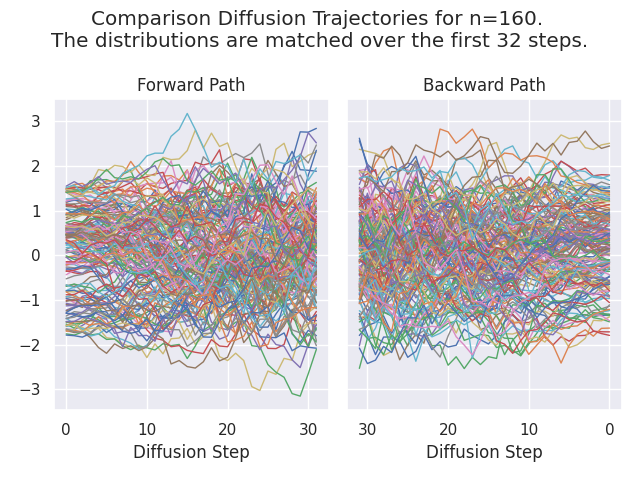 Comparison Diffusion Trajectories for n=160.
The distributions are matched over the first 32 steps.
Forward Path
Backward Path
3
2
1
0
−1
−2
−3
0 10 20 30
30 20 10 0
Diffusion Step
Diffusion Step